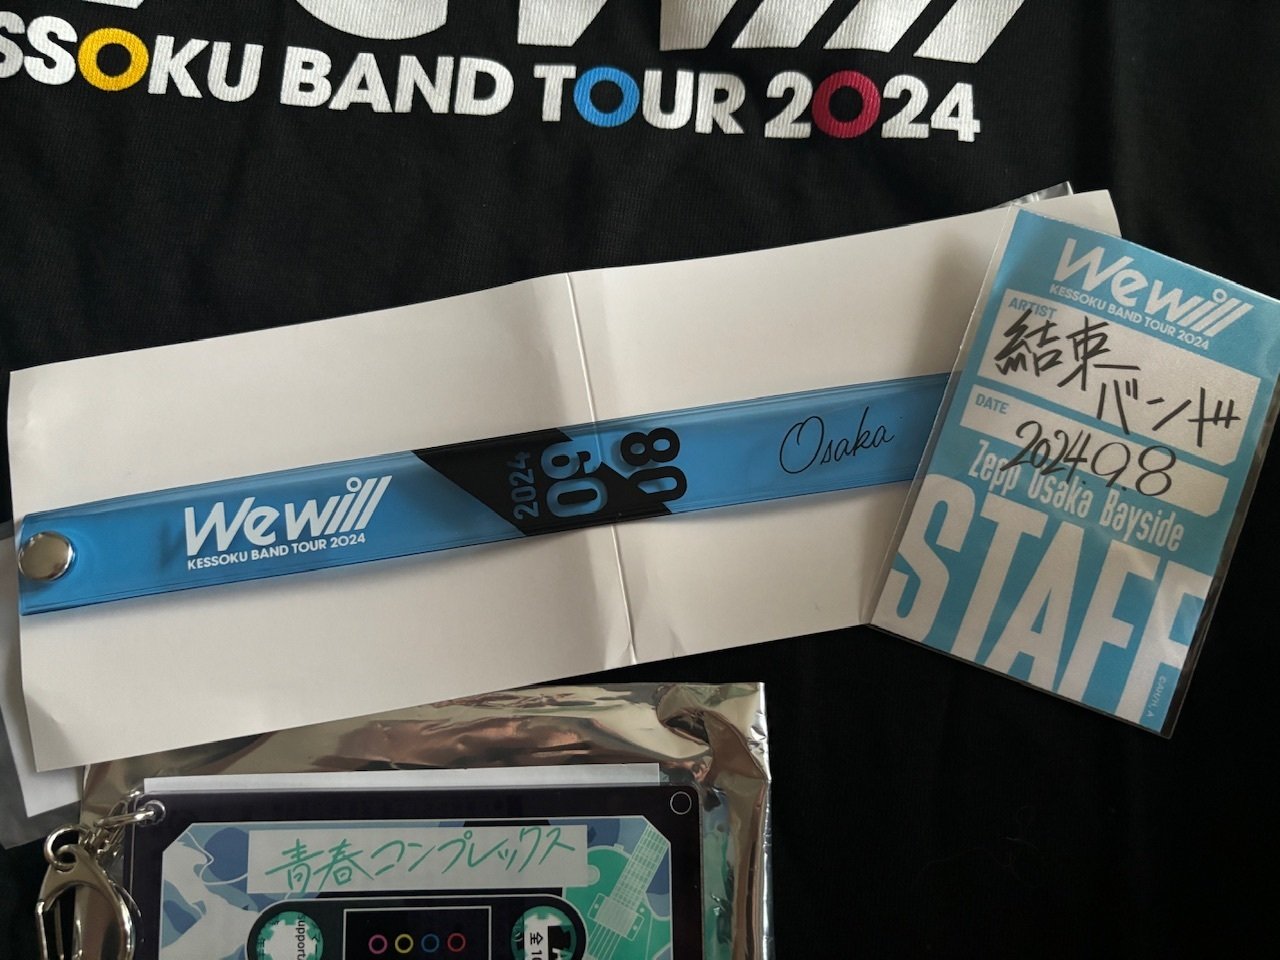 We will
KESSOKU BAND TOUR 2024
We will
KESSOKU BAND TOUR 2024
2024
09
08
Osaka
We will
KESSOKU BAND TOUR 2024
ARTIST
結束バンド
DATE
2024.9.8
Zepp Osaka Bayside
STAFF
青春コンプレックス